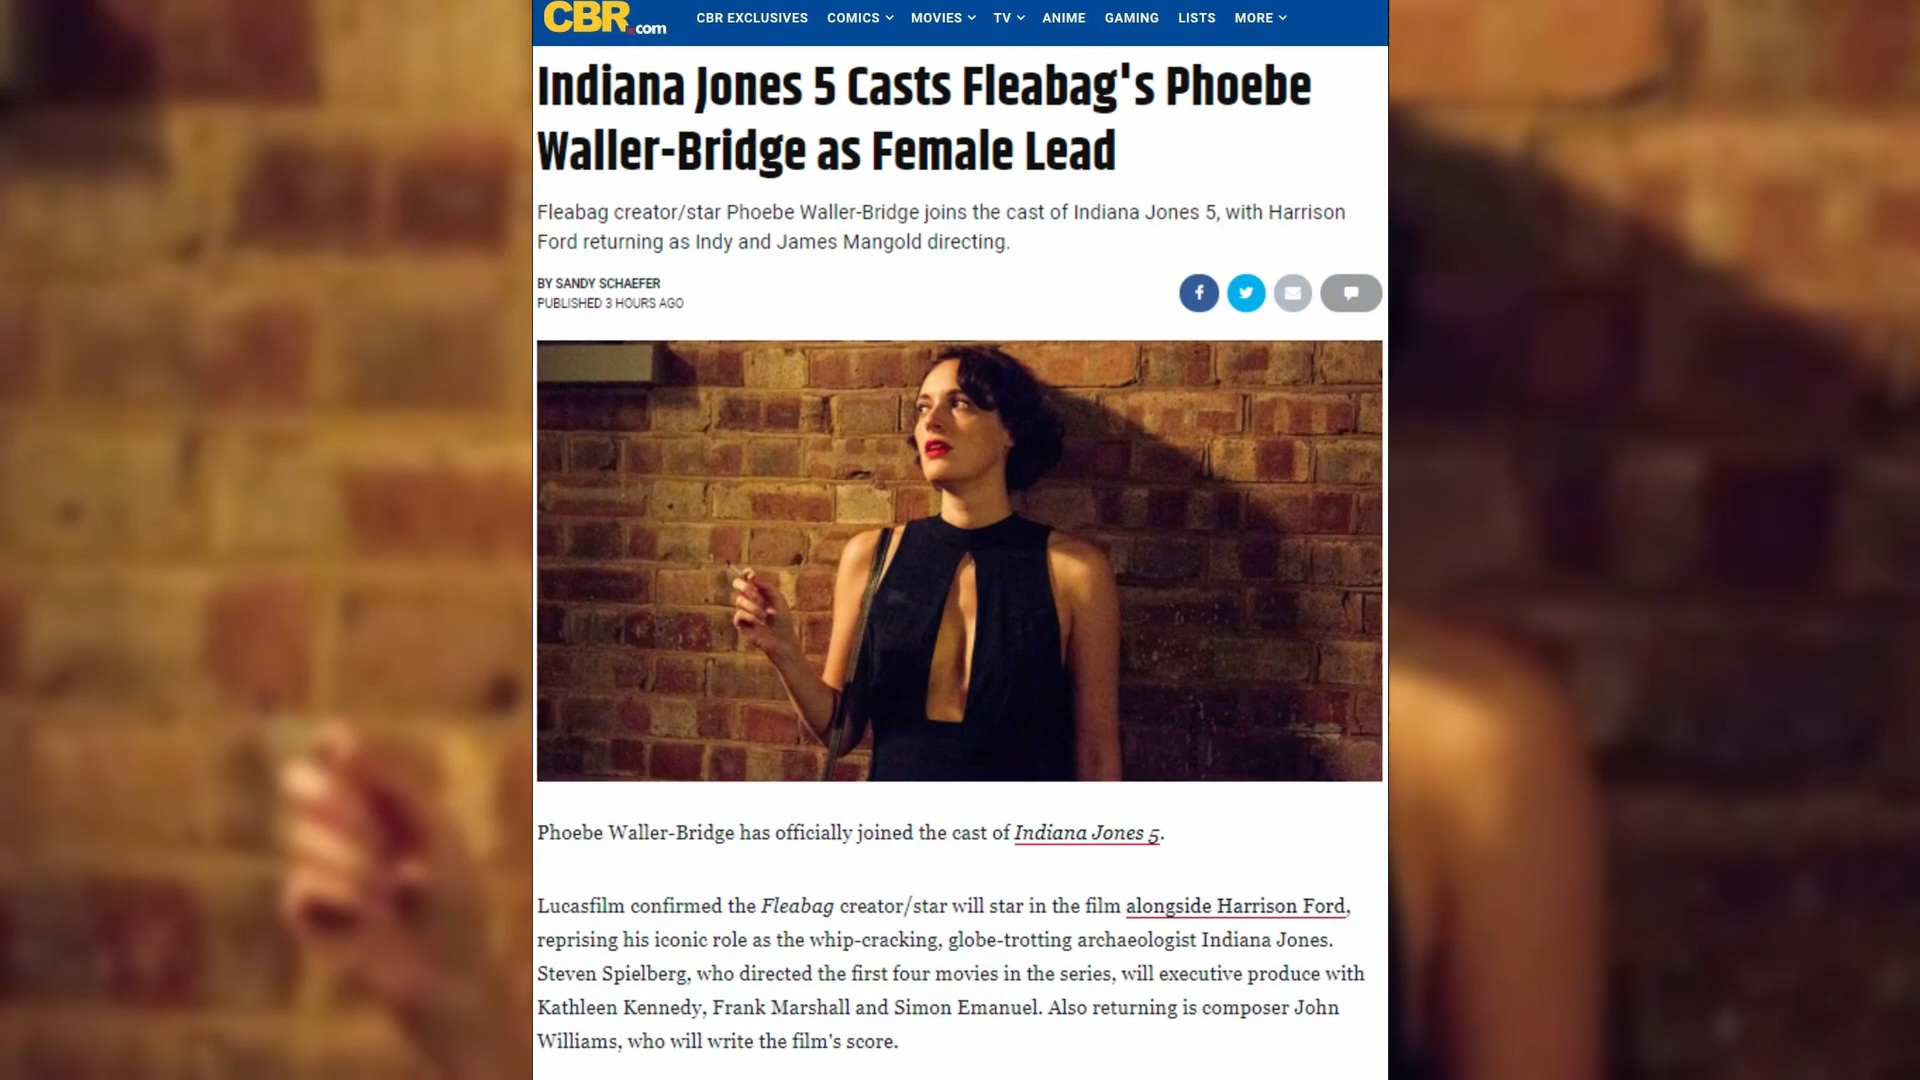 CBR.com CBR EXCLUSIVES COMICS MOVIES TV ANIME GAMING LISTS MORE
Indiana Jones 5 Casts Fleabag's Phoebe
Waller-Bridge as Female Lead
Fleabag creator/star Phoebe Waller-Bridge joins the cast of Indiana Jones 5, with Harrison
Ford returning as Indy and James Mangold directing.
BY SANDY SCHAEFER
PUBLISHED 3 HOURS AGO
Phoebe Waller-Bridge has officially joined the cast of Indiana Jones 5.
Lucasfilm confirmed the Fleabag creator/star will star in the film alongside Harrison Ford,
reprising his iconic role as the whip-cracking, globe-trotting archaeologist Indiana Jones.
Steven Spielberg, who directed the first four movies in the series, will executive produce with
Kathleen Kennedy, Frank Marshall and Simon Emanuel. Also returning is composer John
Williams, who will write the film's score.